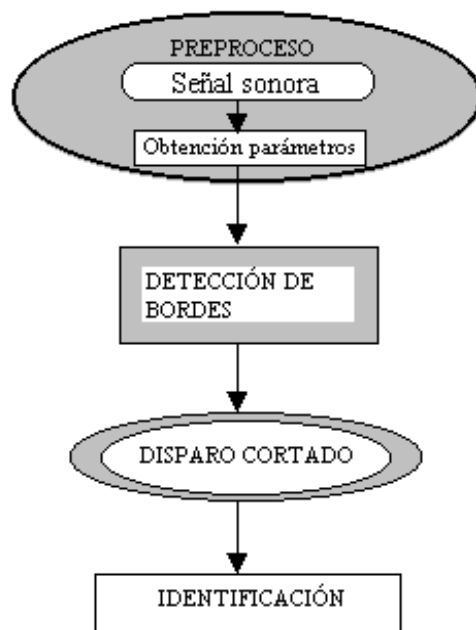 PREPROCESO
Señal sonora
Obtención parámetros
DETECCIÓN DE
BORDES
DISPARO CORTADO
IDENTIFICACIÓN